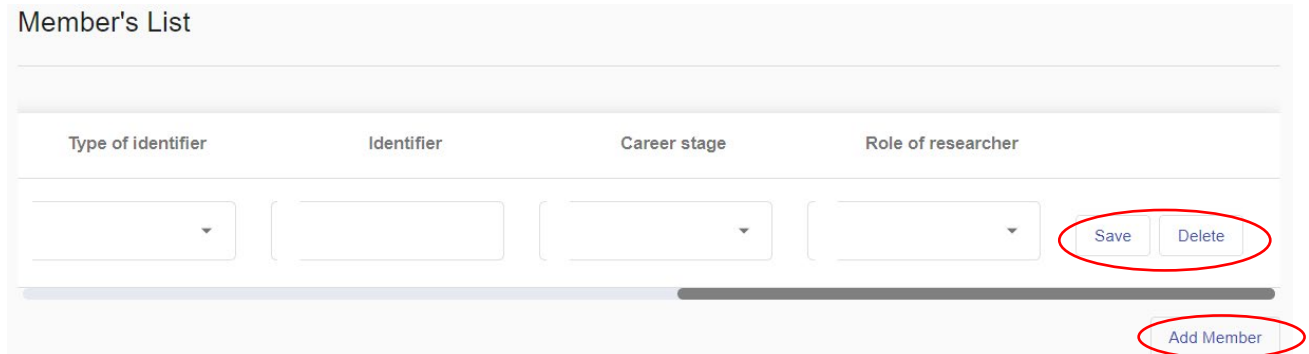 Member's List
Type of identifier Identifier Career stage Role of researcher
Save Delete
Add Member